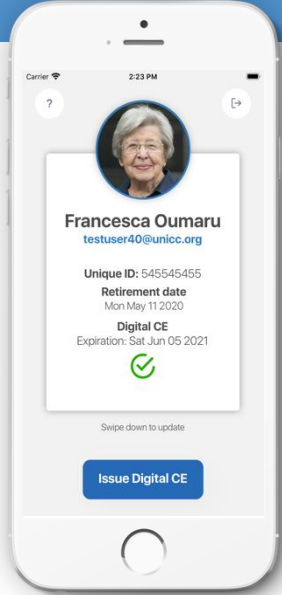 Carrier 2:23 PM
?
Francesca Oumaru
testuser40@unicc.org
Unique ID: 545545455
Retirement date
Mon May 11 2020
Digital CE
Expiration: Sat Jun 05 2021
Swipe down to update
Issue Digital CE